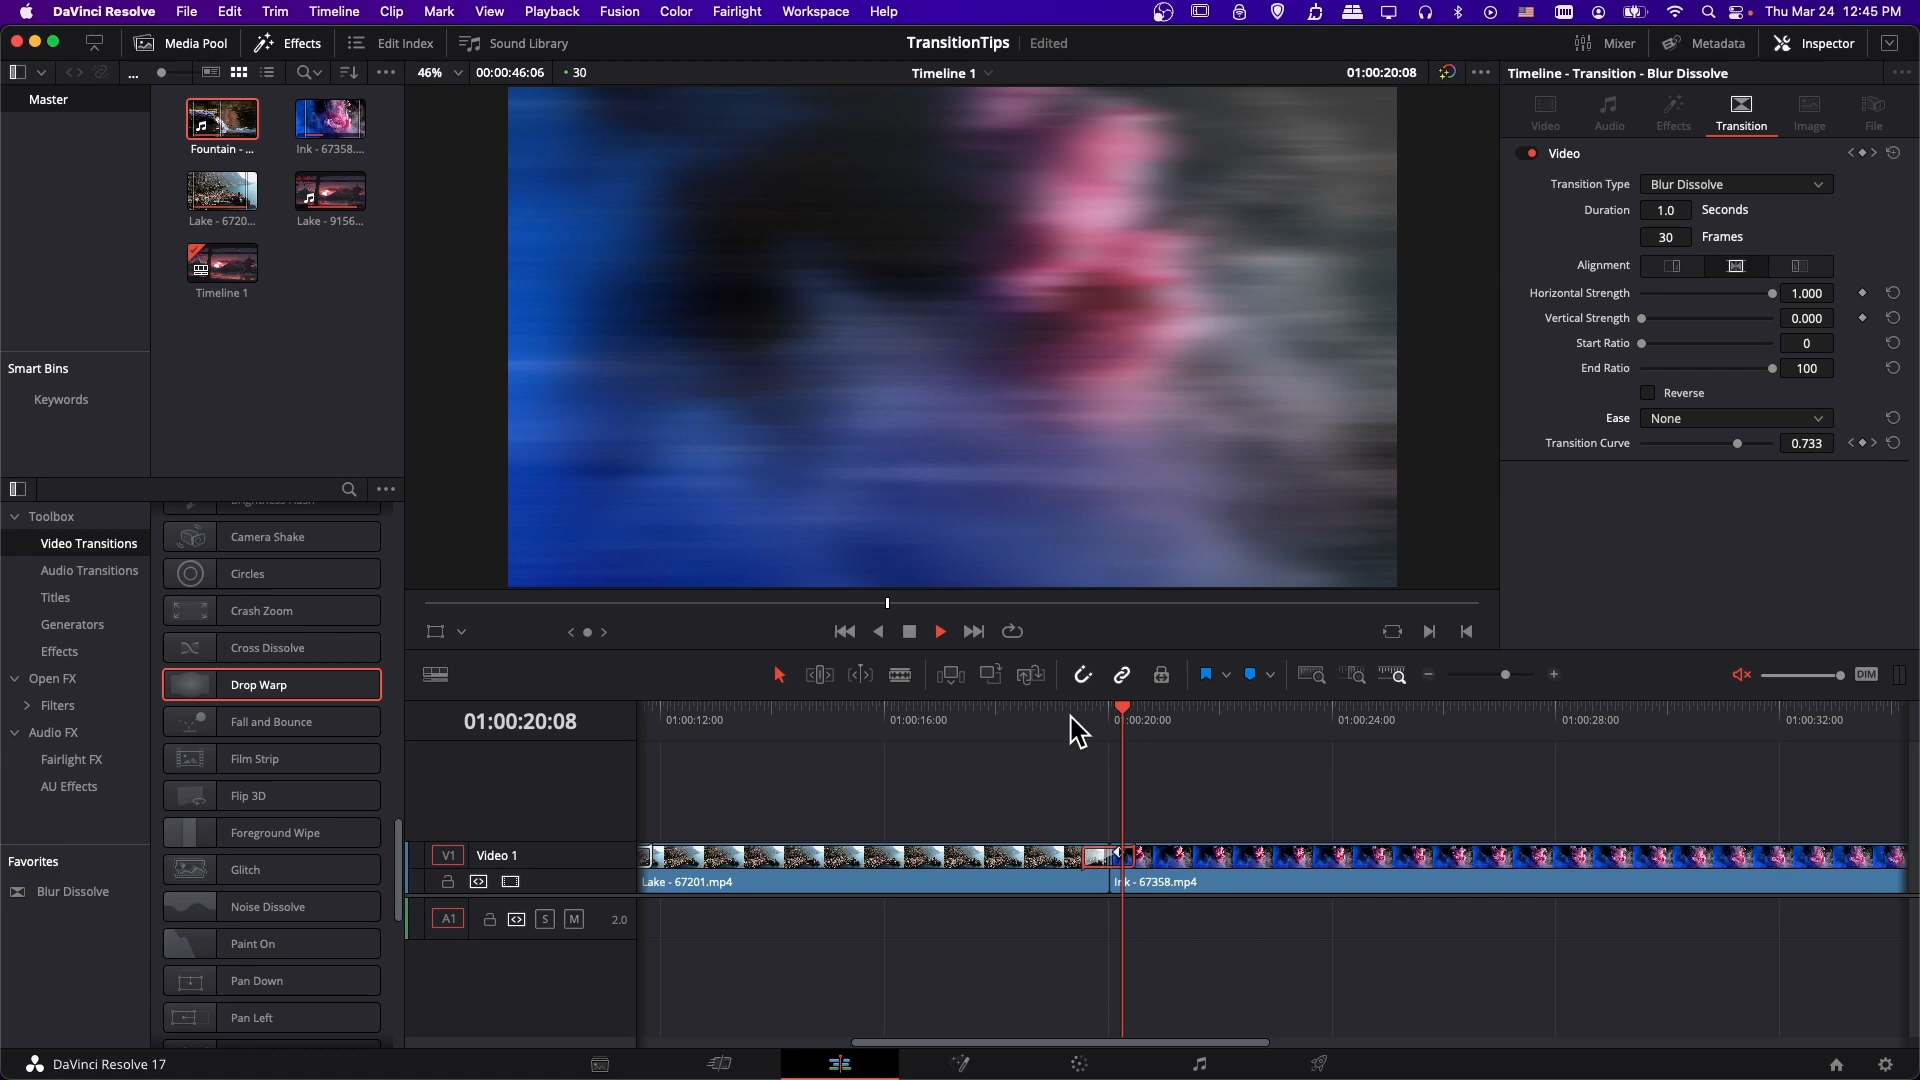 DaVinci Resolve File Edit Trim Timeline Clip Mark View Playback Fusion Color Fairlight Workspace Help Thu Mar 24 12:45 PM
Media Pool Effects Edit Index Sound Library TransitionTips Edited Mixer Metadata Inspector
46% 00:00:46:06 • 30 Timeline 1 01:00:20:08 Timeline - Transition - Blur Dissolve
Master
Fountain - ...
Ink - 67358....
Lake - 6720...
Lake - 9156...
Timeline 1
Smart Bins
Keywords
Video Audio Effects Transition Image File
Video
Transition Type Blur Dissolve
Duration 1.0 Seconds
30 Frames
Alignment
Horizontal Strength 1.000
Vertical Strength 0.000
Start Ratio 0
End Ratio 100
Reverse
Ease None
Transition Curve 0.733
Toolbox
Video Transitions
Audio Transitions
Titles
Generators
Effects
Open FX
Filters
Audio FX
Fairlight FX
AU Effects
Favorites
Blur Dissolve
Camera Shake
Circles
Crash Zoom
Cross Dissolve
Drop Warp
Fall and Bounce
Film Strip
Flip 3D
Foreground Wipe
Glitch
Noise Dissolve
Paint On
Pan Down
Pan Left
DIM
01:00:20:08
01:00:12:00 01:00:16:00 01:00:20:00 01:00:24:00 01:00:28:00 01:00:32:00
V1 Video 1
Lake - 67201.mp4 Ink - 67358.mp4
A1 S M 2.0
DaVinci Resolve 17